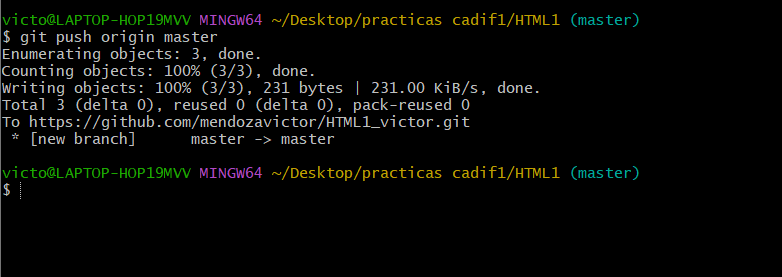 victo@LAPTOP-HOP19MVV MINGW64 ~/Desktop/practicas cadif1/HTML1 (master)
$ git push origin master
Enumerating objects: 3, done.
Counting objects: 100% (3/3), done.
Writing objects: 100% (3/3), 231 bytes | 231.00 KiB/s, done.
Total 3 (delta 0), reused 0 (delta 0), pack-reused 0
To https://github.com/mendozavictor/HTML1_victor.git
 * [new branch]      master -> master
victo@LAPTOP-HOP19MVV MINGW64 ~/Desktop/practicas cadif1/HTML1 (master)
$